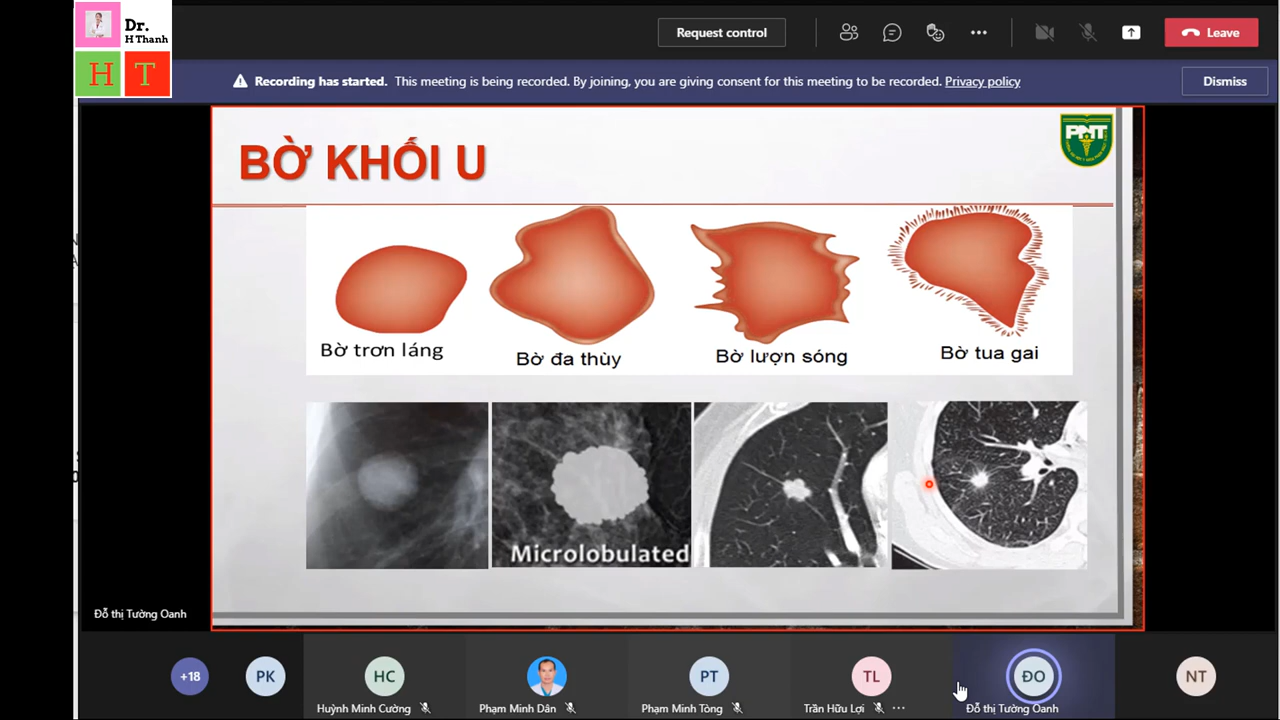 Dr.
H Thanh
H T
Request control
Leave
Recording has started. This meeting is being recorded. By joining, you are giving consent for this meeting to be recorded. Privacy policy
Dismiss
BỜ KHỐI U
PNT
Bờ trơn láng
Bờ đa thùy
Bờ lượn sóng
Bờ tua gai
Microlobulated
Đỗ thị Tường Oanh
+18
PK
HC
PT
TL
ĐO
NT
Huỳnh Minh Cường
Phạm Minh Dân
Phạm Minh Tòng
Trần Hữu Lợi
Đỗ thị Tường Oanh